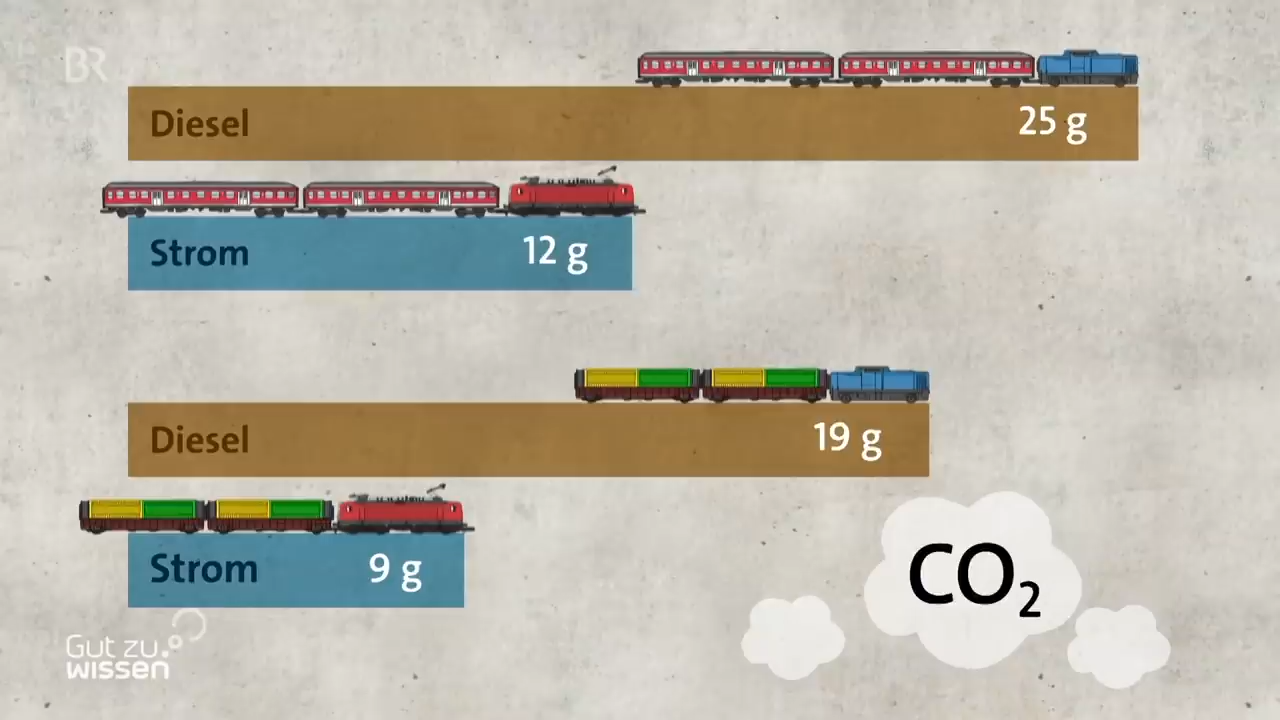 BR
Diesel
25 g
Strom
12 g
Diesel
19 g
Strom
9 g
CO₂
Gut zu
wissen